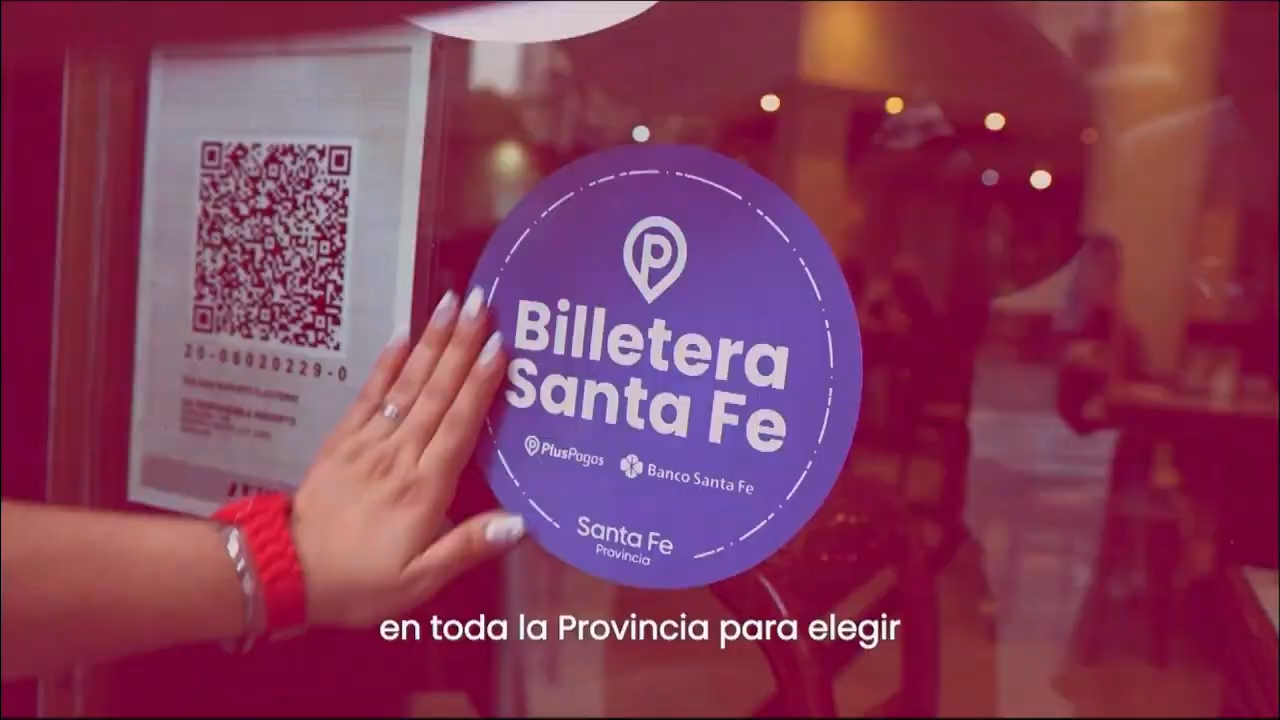 20-08020229-0
P
Billetera
Santa Fe
PlusPagos
Banco Santa Fe
Santa Fe
Provincia
en toda la Provincia para elegir